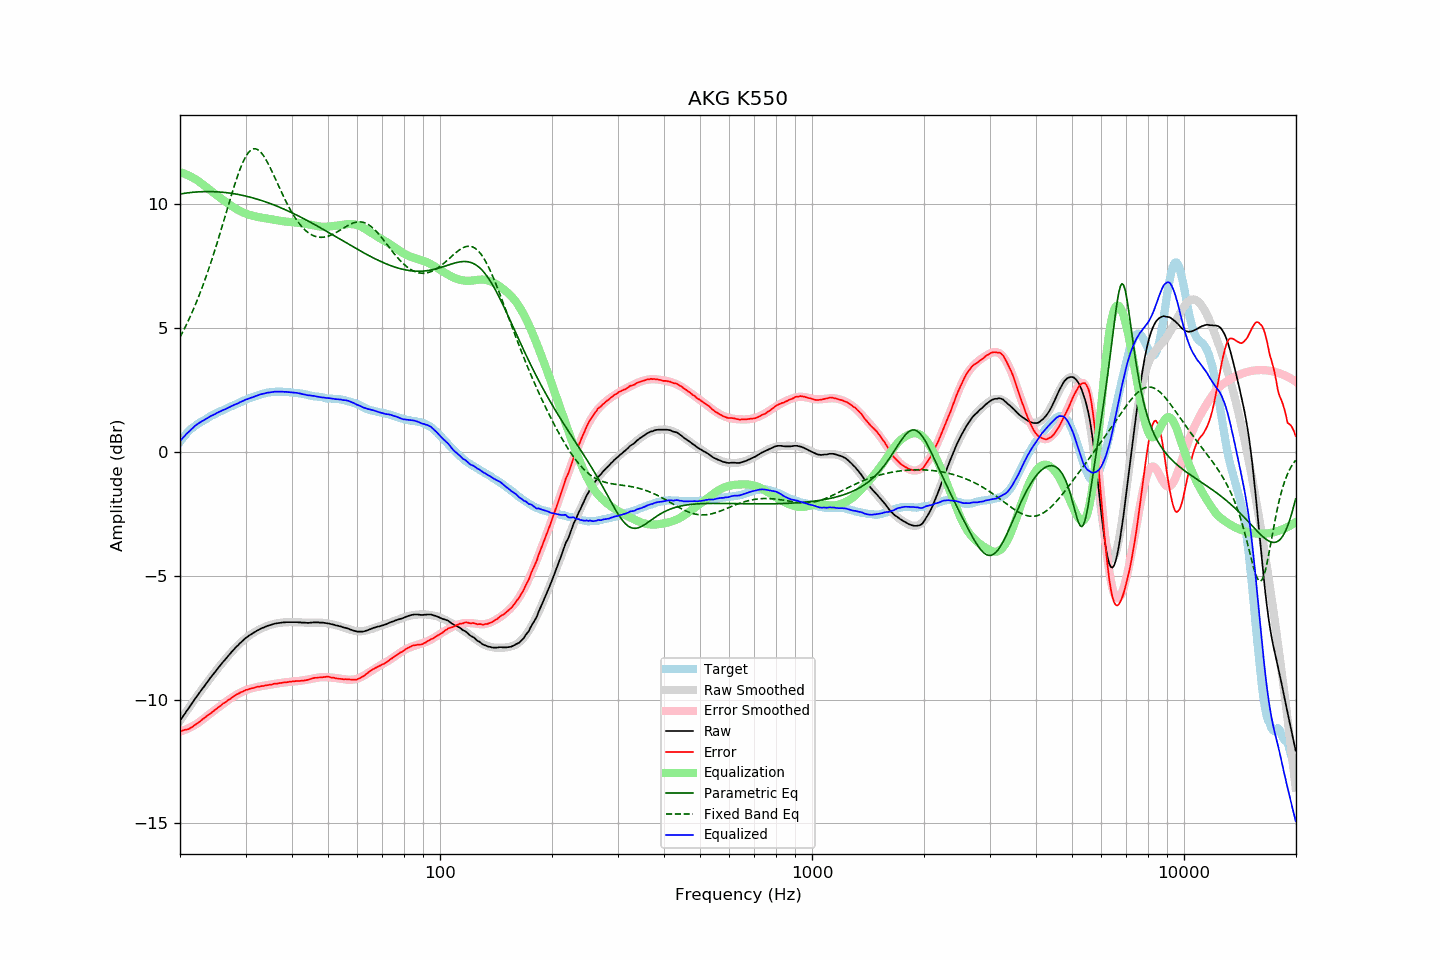 AKG K550
Amplitude (dBr)
10
5
0
−5
−10
−15
Target
Raw Smoothed
Error Smoothed
Raw
Error
Equalization
Parametric Eq
Fixed Band Eq
Equalized
100
1000
10000
Frequency (Hz)